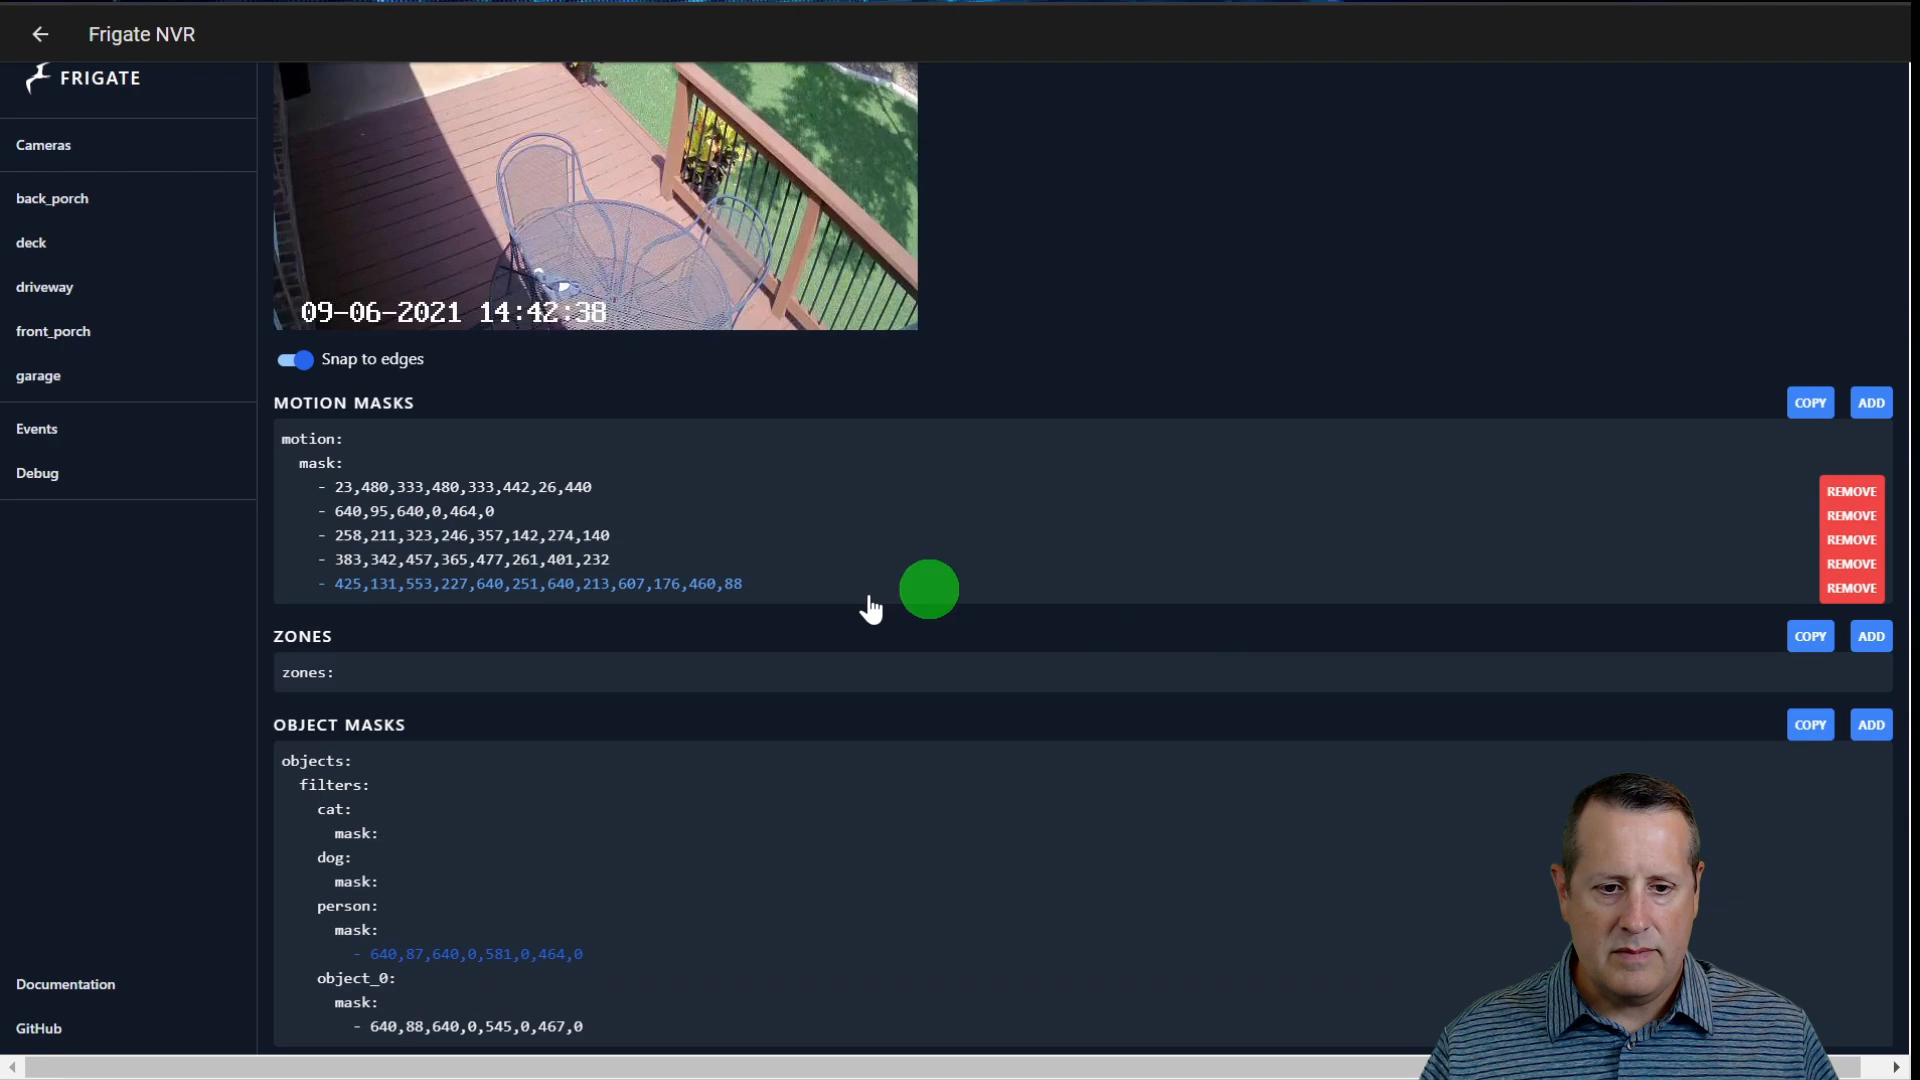 Frigate NVR
FRIGATE
Cameras
back_porch
deck
driveway
front_porch
garage
Events
Debug
Documentation
GitHub
09-06-2021 14:42:38
Snap to edges
MOTION MASKS
COPY ADD
motion:
mask:
- 23,480,333,480,333,442,26,440
- 640,95,640,0,464,0
- 258,211,323,246,357,142,274,140
- 383,342,457,365,477,261,401,232
- 425,131,553,227,640,251,640,213,607,176,460,88
REMOVE
REMOVE
REMOVE
REMOVE
REMOVE
ZONES
COPY ADD
zones:
OBJECT MASKS
COPY ADD
objects:
filters:
cat:
mask:
dog:
mask:
person:
mask:
- 640,87,640,0,581,0,464,0
object_0:
mask:
- 640,88,640,0,545,0,467,0